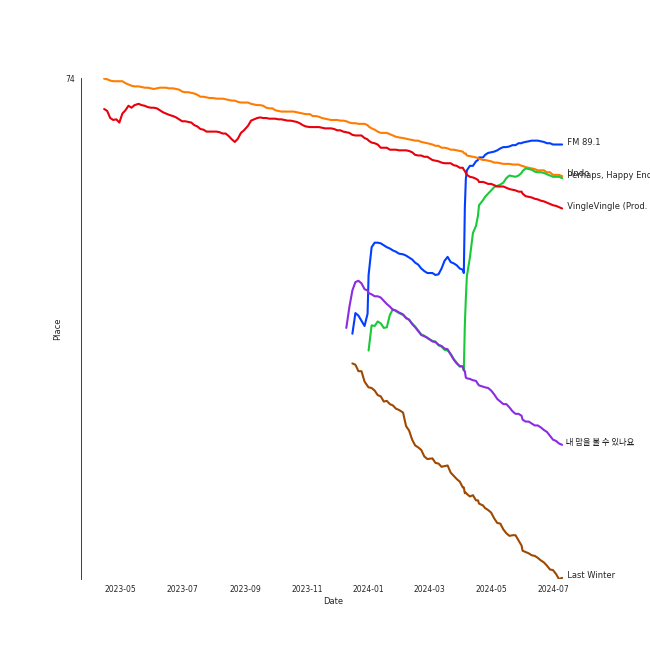 74
FM 89.1
Undo
Perhaps, Happy End
VingleVingle (Prod.
Place
내 맘을 볼 수 있나요
Last Winter
2023-05
2023-07
2023-09
2023-11
2024-01
2024-03
2024-05
2024-07
Date